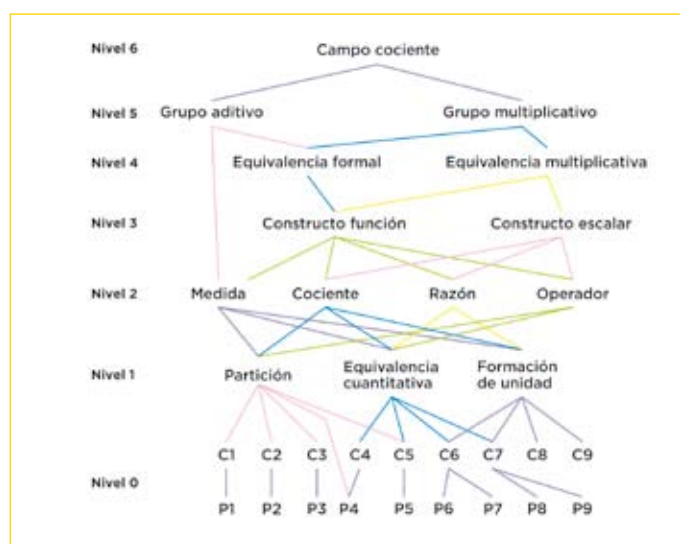 Nivel 6
Campo cociente
Nivel 5
Grupo aditivo
Grupo multiplicativo
Nivel 4
Equivalencia formal
Equivalencia multiplicativa
Nivel 3
Constructo función
Constructo escalar
Nivel 2
Medida
Cociente
Razón
Operador
Nivel 1
Partición
Equivalencia
cuantitativa
Formación
de unidad
C1 C2 C3 C4 C5 C6 C7 C8 C9
Nivel 0
P1 P2 P3 P4 P5 P6 P7 P8 P9